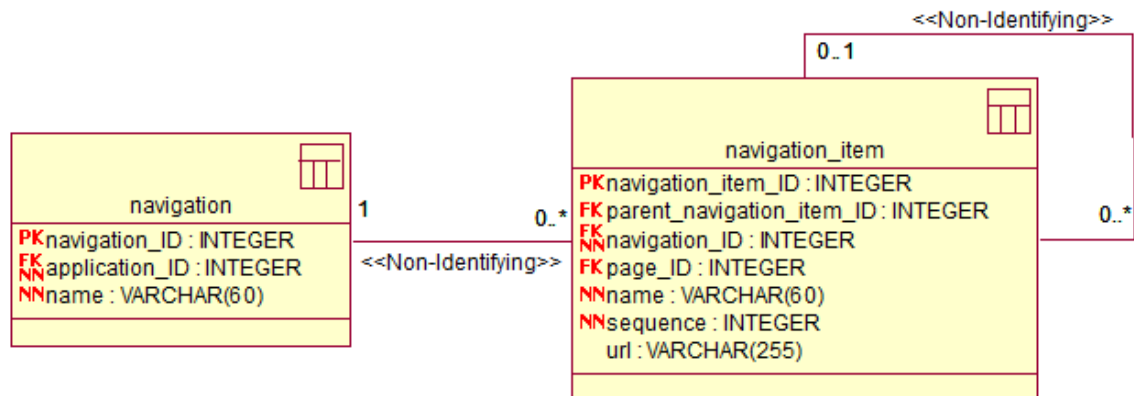 <<Non-Identifying>>
0..1
navigation_item
PK navigation_item_ID : INTEGER
FK parent_navigation_item_ID : INTEGER
FK NN navigation_ID : INTEGER
FK page_ID : INTEGER
NN name : VARCHAR(60)
NN sequence : INTEGER
url : VARCHAR(255)
0..*
navigation
PK navigation_ID : INTEGER
FK NN application_ID : INTEGER
NN name : VARCHAR(60)
1
0..*
<<Non-Identifying>>